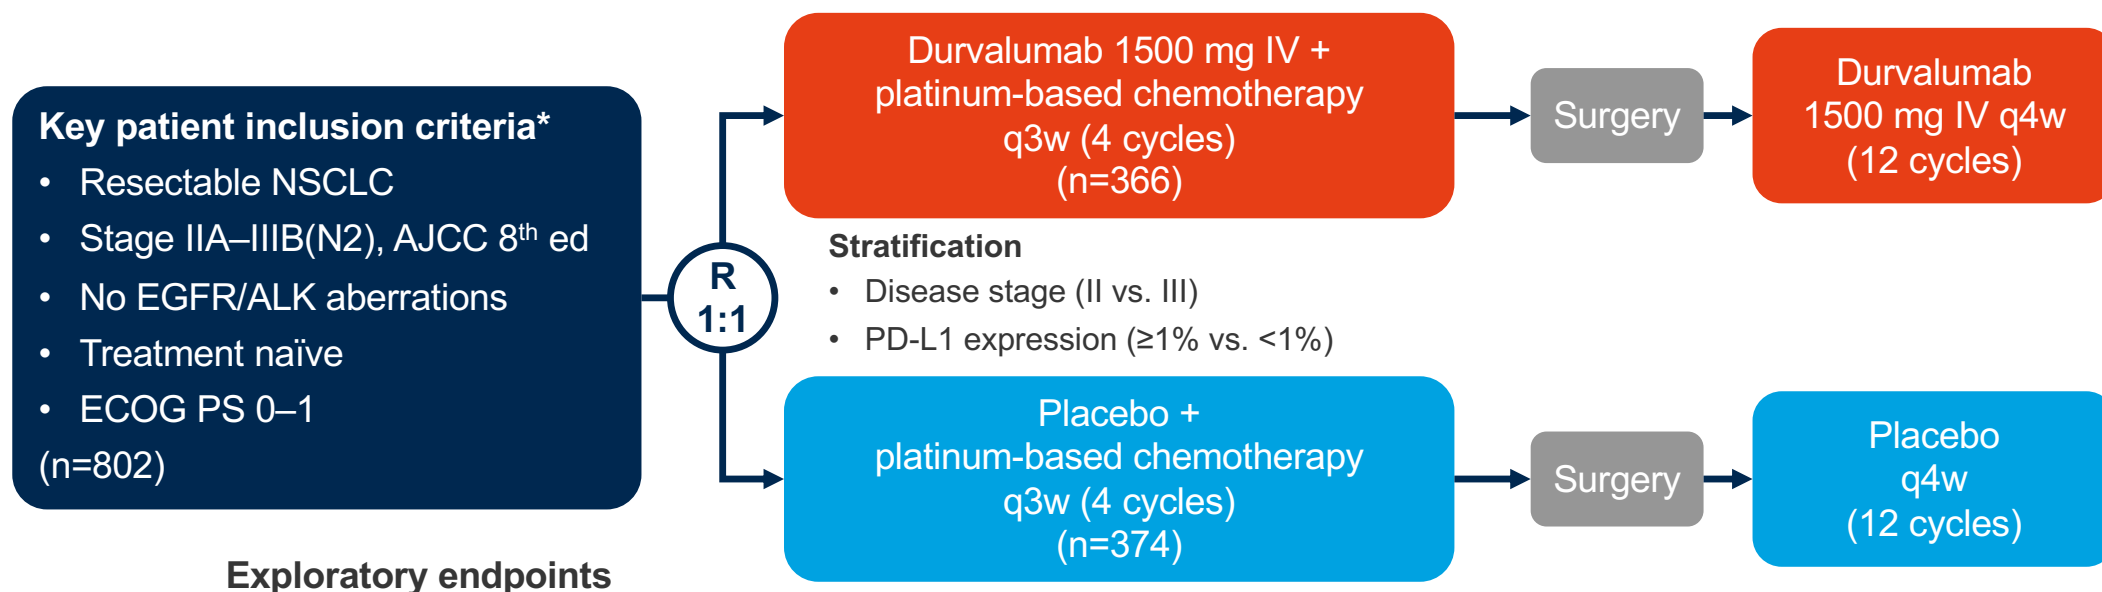 Key patient inclusion criteria*
• Resectable NSCLC
• Stage IIA–IIIB(N2), AJCC 8th ed
• No EGFR/ALK aberrations
• Treatment naïve
• ECOG PS 0–1
(n=802)
R
1:1
Durvalumab 1500 mg IV +
platinum-based chemotherapy
q3w (4 cycles)
(n=366)
Surgery
Durvalumab
1500 mg IV q4w
(12 cycles)
Stratification
• Disease stage (II vs. III)
• PD-L1 expression (≥1% vs. <1%)
Placebo +
platinum-based chemotherapy
q3w (4 cycles)
(n=374)
Surgery
Placebo
q4w
(12 cycles)
Exploratory endpoints